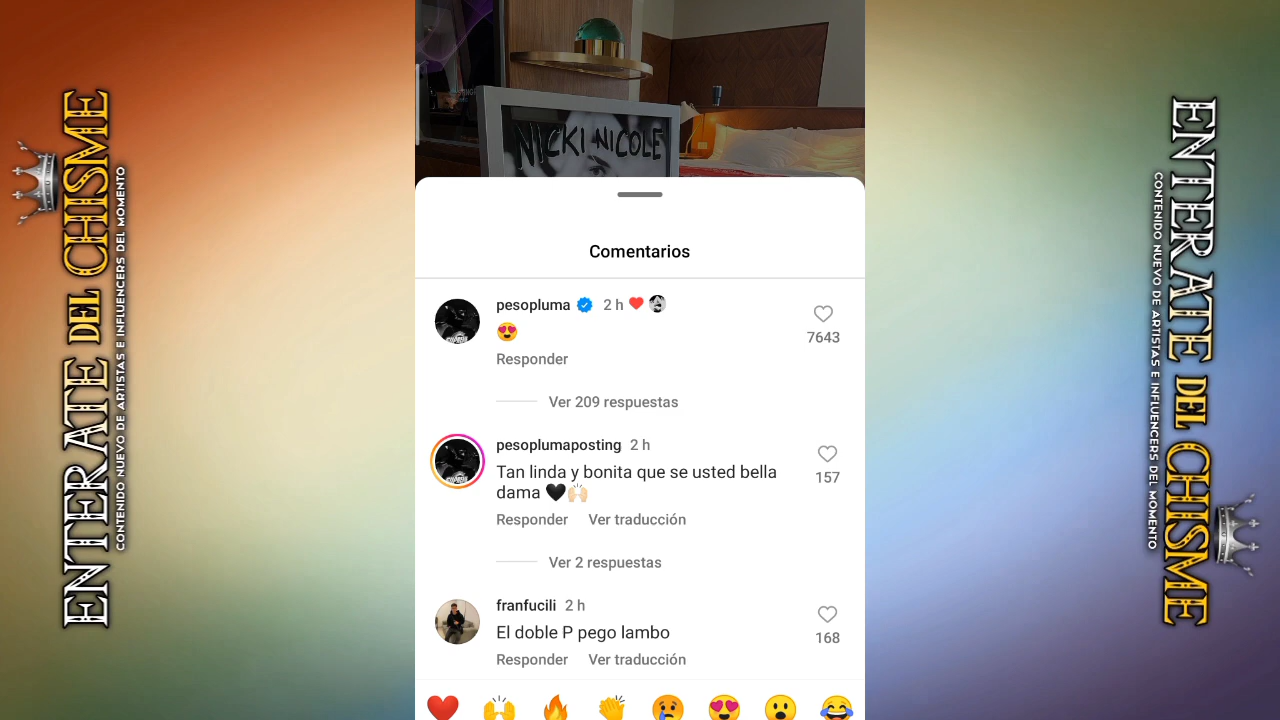 ENTERATE DEL CHISME
CONTENIDO NUEVO DE ARTISTAS E INFLUENCERS DEL MOMENTO
NICKI NICOLE
Comentarios
pesopluma 2 h
😍
7643
Responder
Ver 209 respuestas
pesoplumaposting 2 h
Tan linda y bonita que se usted bella
dama 🖤🙌🏻
157
Responder Ver traducción
Ver 2 respuestas
franfucili 2 h
El doble P pego lambo
168
Responder Ver traducción
❤️ 🙌 🔥 👏 😢 😍 😮 😂
ENTERATE DEL CHISME
CONTENIDO NUEVO DE ARTISTAS E INFLUENCERS DEL MOMENTO